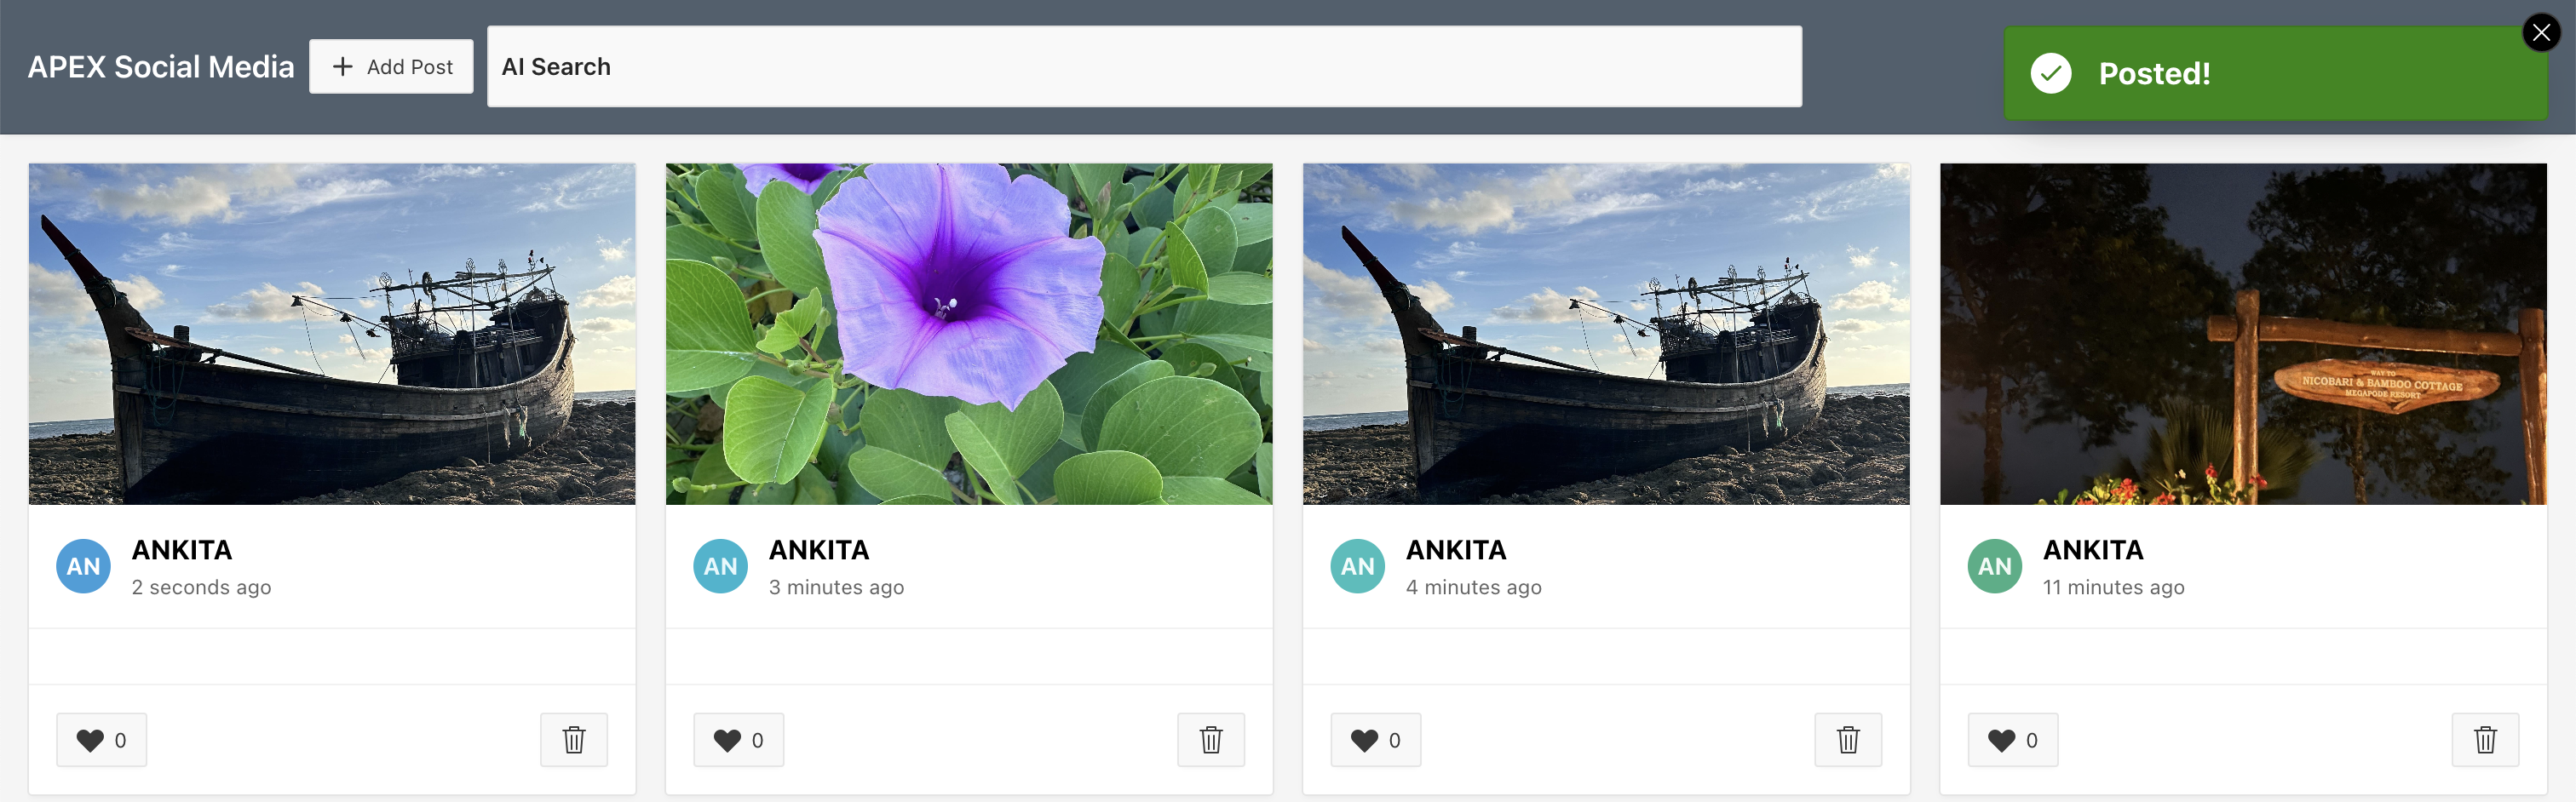 APEX Social Media
Add Post
AI Search
Posted!
WAY TO
NICOBARI & BAMBOO COTTAGE
MEGAPODE RESORT
AN
ANKITA
2 seconds ago
AN
ANKITA
3 minutes ago
AN
ANKITA
4 minutes ago
AN
ANKITA
11 minutes ago
0
0
0
0